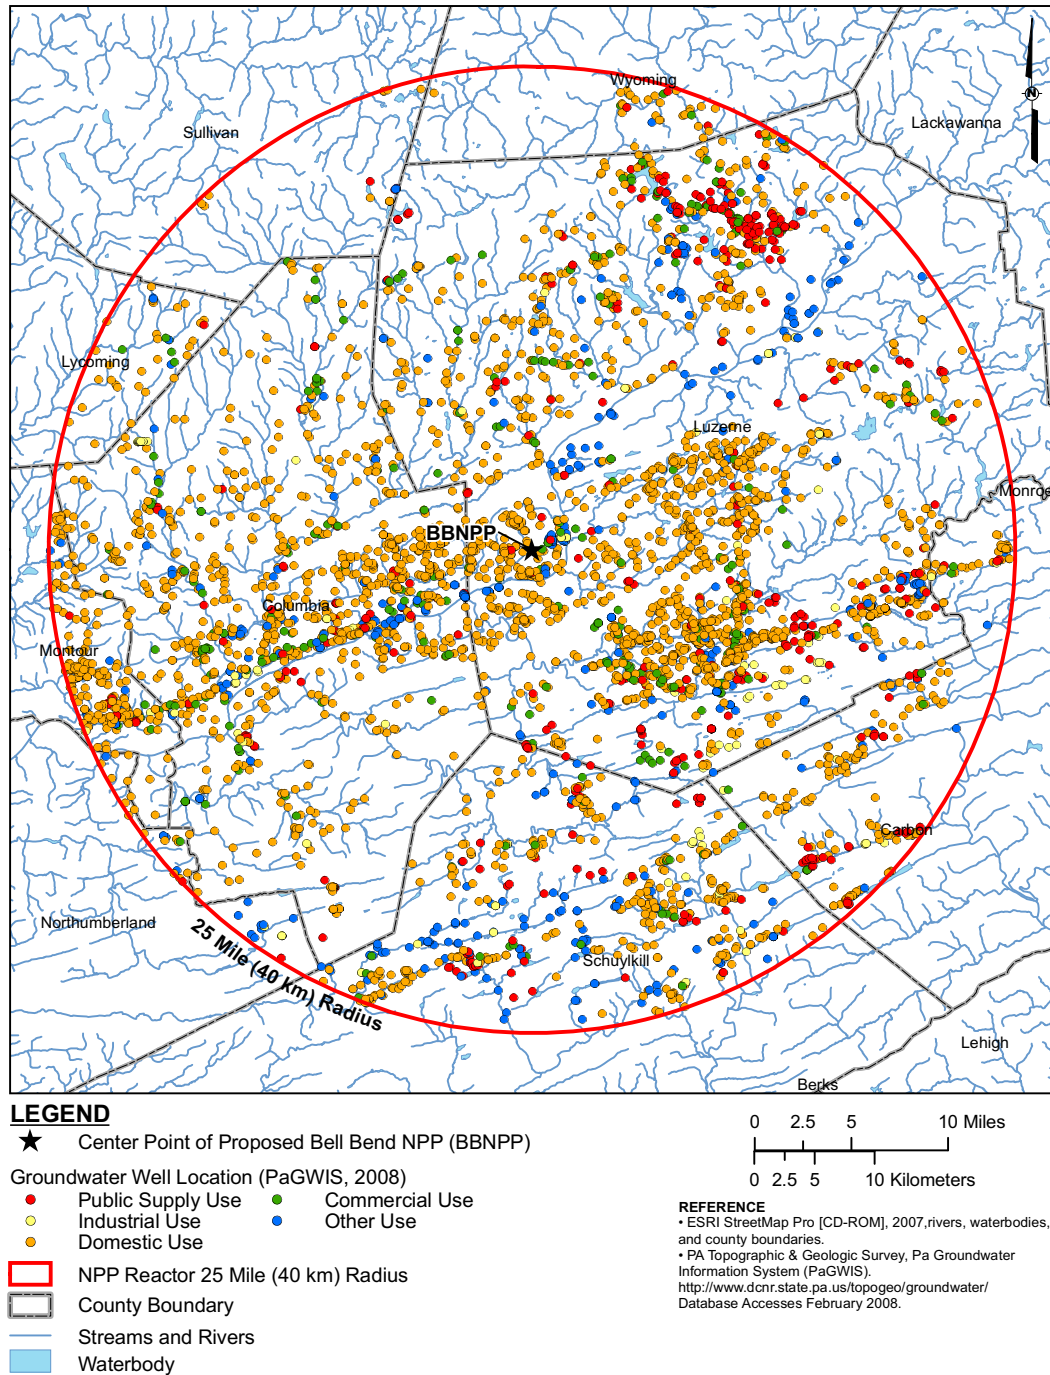 Wyoming
Sullivan
Lackawanna
N
Lycoming
Luzerne
Monroe
BBNPP
Columbia
Montour
Carbon
Northumberland
25 Mile (40 km) Radius
Schuylkill
Lehigh
Berks
LEGEND
Center Point of Proposed Bell Bend NPP (BBNPP)
Groundwater Well Location (PaGWIS, 2008)
Public Supply Use
Commercial Use
Industrial Use
Other Use
Domestic Use
NPP Reactor 25 Mile (40 km) Radius
County Boundary
Streams and Rivers
Waterbody
0 2.5 5 10 Miles
0 2.5 5 10 Kilometers
REFERENCE
• ESRI StreetMap Pro [CD-ROM], 2007,rivers, waterbodies,
and county boundaries.
• PA Topographic & Geologic Survey, Pa Groundwater
Information System (PaGWIS).
http://www.dcnr.state.pa.us/topogeo/groundwater/
Database Accesses February 2008.